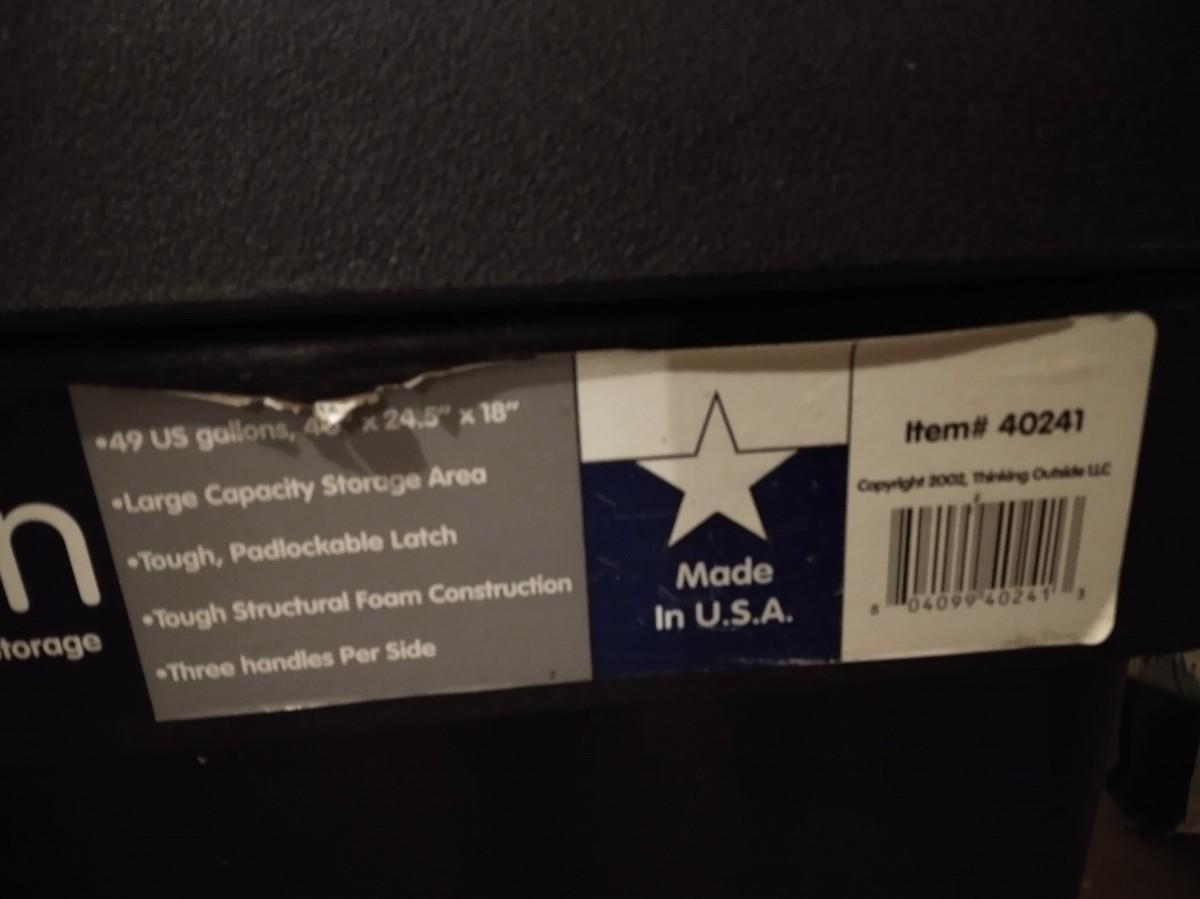 •49 US gallons, x 24.5" x 18"
•Large Capacity Storage Area
•Tough, Padlockable Latch
•Tough Structural Foam Construction
•Three handles Per Side
n
torage
Made
In U.S.A.
Item# 40241
Copyright 2002, Thinking Outside LLC
8 04099 40241 3